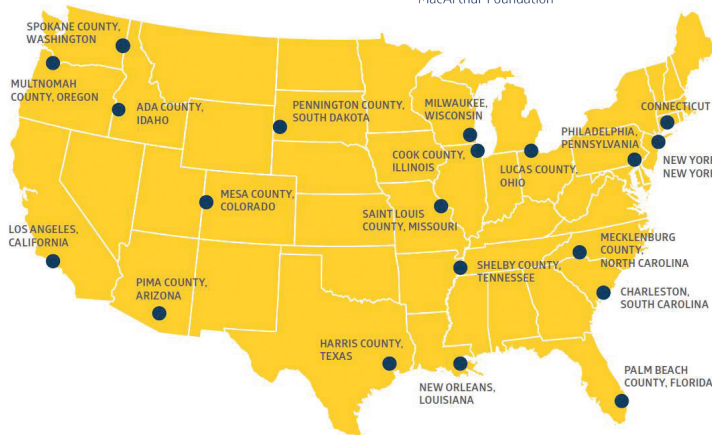 MacArthur Foundation
SPOKANE COUNTY,
WASHINGTON
MULTNOMAH
COUNTY, OREGON
ADA COUNTY,
IDAHO
PENNINGTON COUNTY,
SOUTH DAKOTA
MILWAUKEE,
WISCONSIN
CONNECTICUT
PHILADELPHIA,
PENNSYLVANIA
COOK COUNTY,
ILLINOIS
LUCAS COUNTY,
OHIO
NEW YORK
NEW YORK
MESA COUNTY,
COLORADO
SAINT LOUIS
COUNTY, MISSOURI
LOS ANGELES,
CALIFORNIA
MECKLENBURG
COUNTY,
NORTH CAROLINA
SHELBY COUNTY,
TENNESSEE
PIMA COUNTY,
ARIZONA
CHARLESTON,
SOUTH CAROLINA
HARRIS COUNTY,
TEXAS
NEW ORLEANS,
LOUISIANA
PALM BEACH
COUNTY, FLORIDA